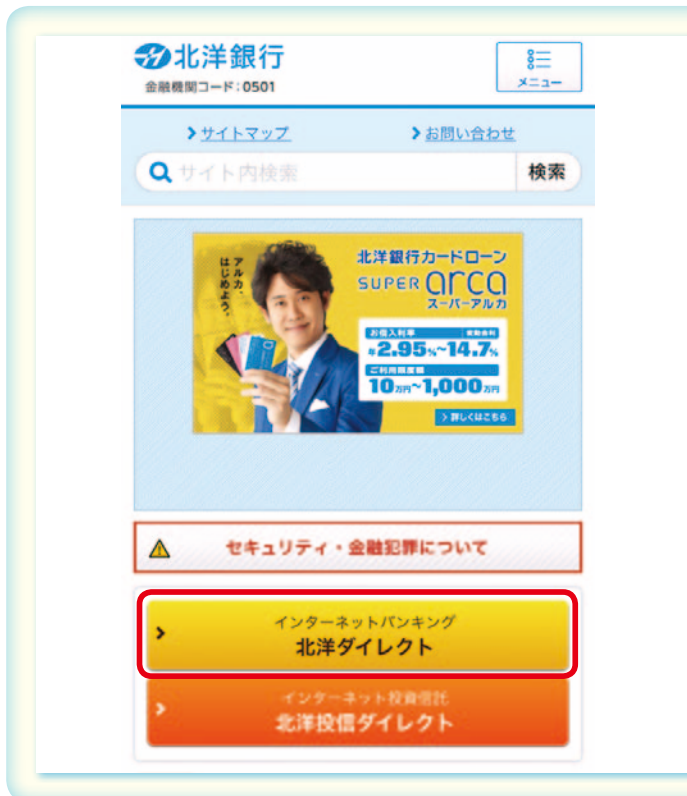 北洋銀行
金融機関コード:0501
メニュー
サイトマップ
お問い合わせ
サイト内検索
検索
アルカ、
はじめよう。
北洋銀行カードローン
SUPER arca
スーパーアルカ
お借入利率 変動金利
年2.95%~14.7%
ご利用限度額
10万円~1,000万円
詳しくはこちら
セキュリティ・金融犯罪について
インターネットバンキング
北洋ダイレクト
インターネット投資信託
北洋投信ダイレクト